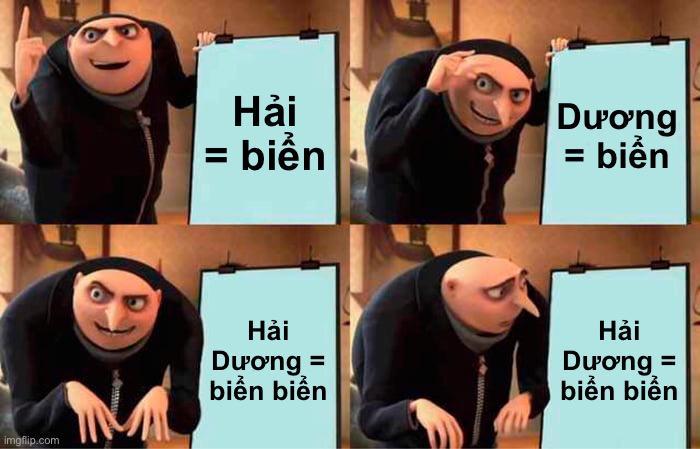 Hải
= biển
Dương
= biển
Hải
Dương =
biển biển
Hải
Dương =
biển biển
imgflip.com